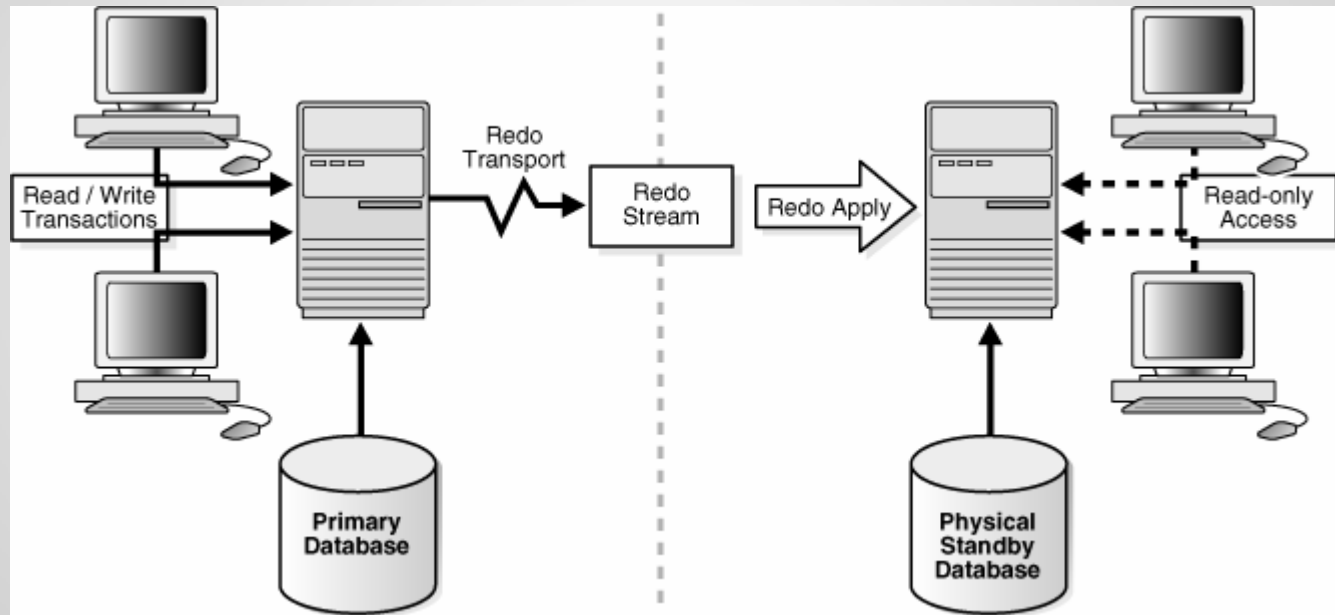 Read / Write
Transactions
Redo
Transport
Redo
Stream
Redo Apply
Read-only
Access
Primary
Database
Physical
Standby
Database